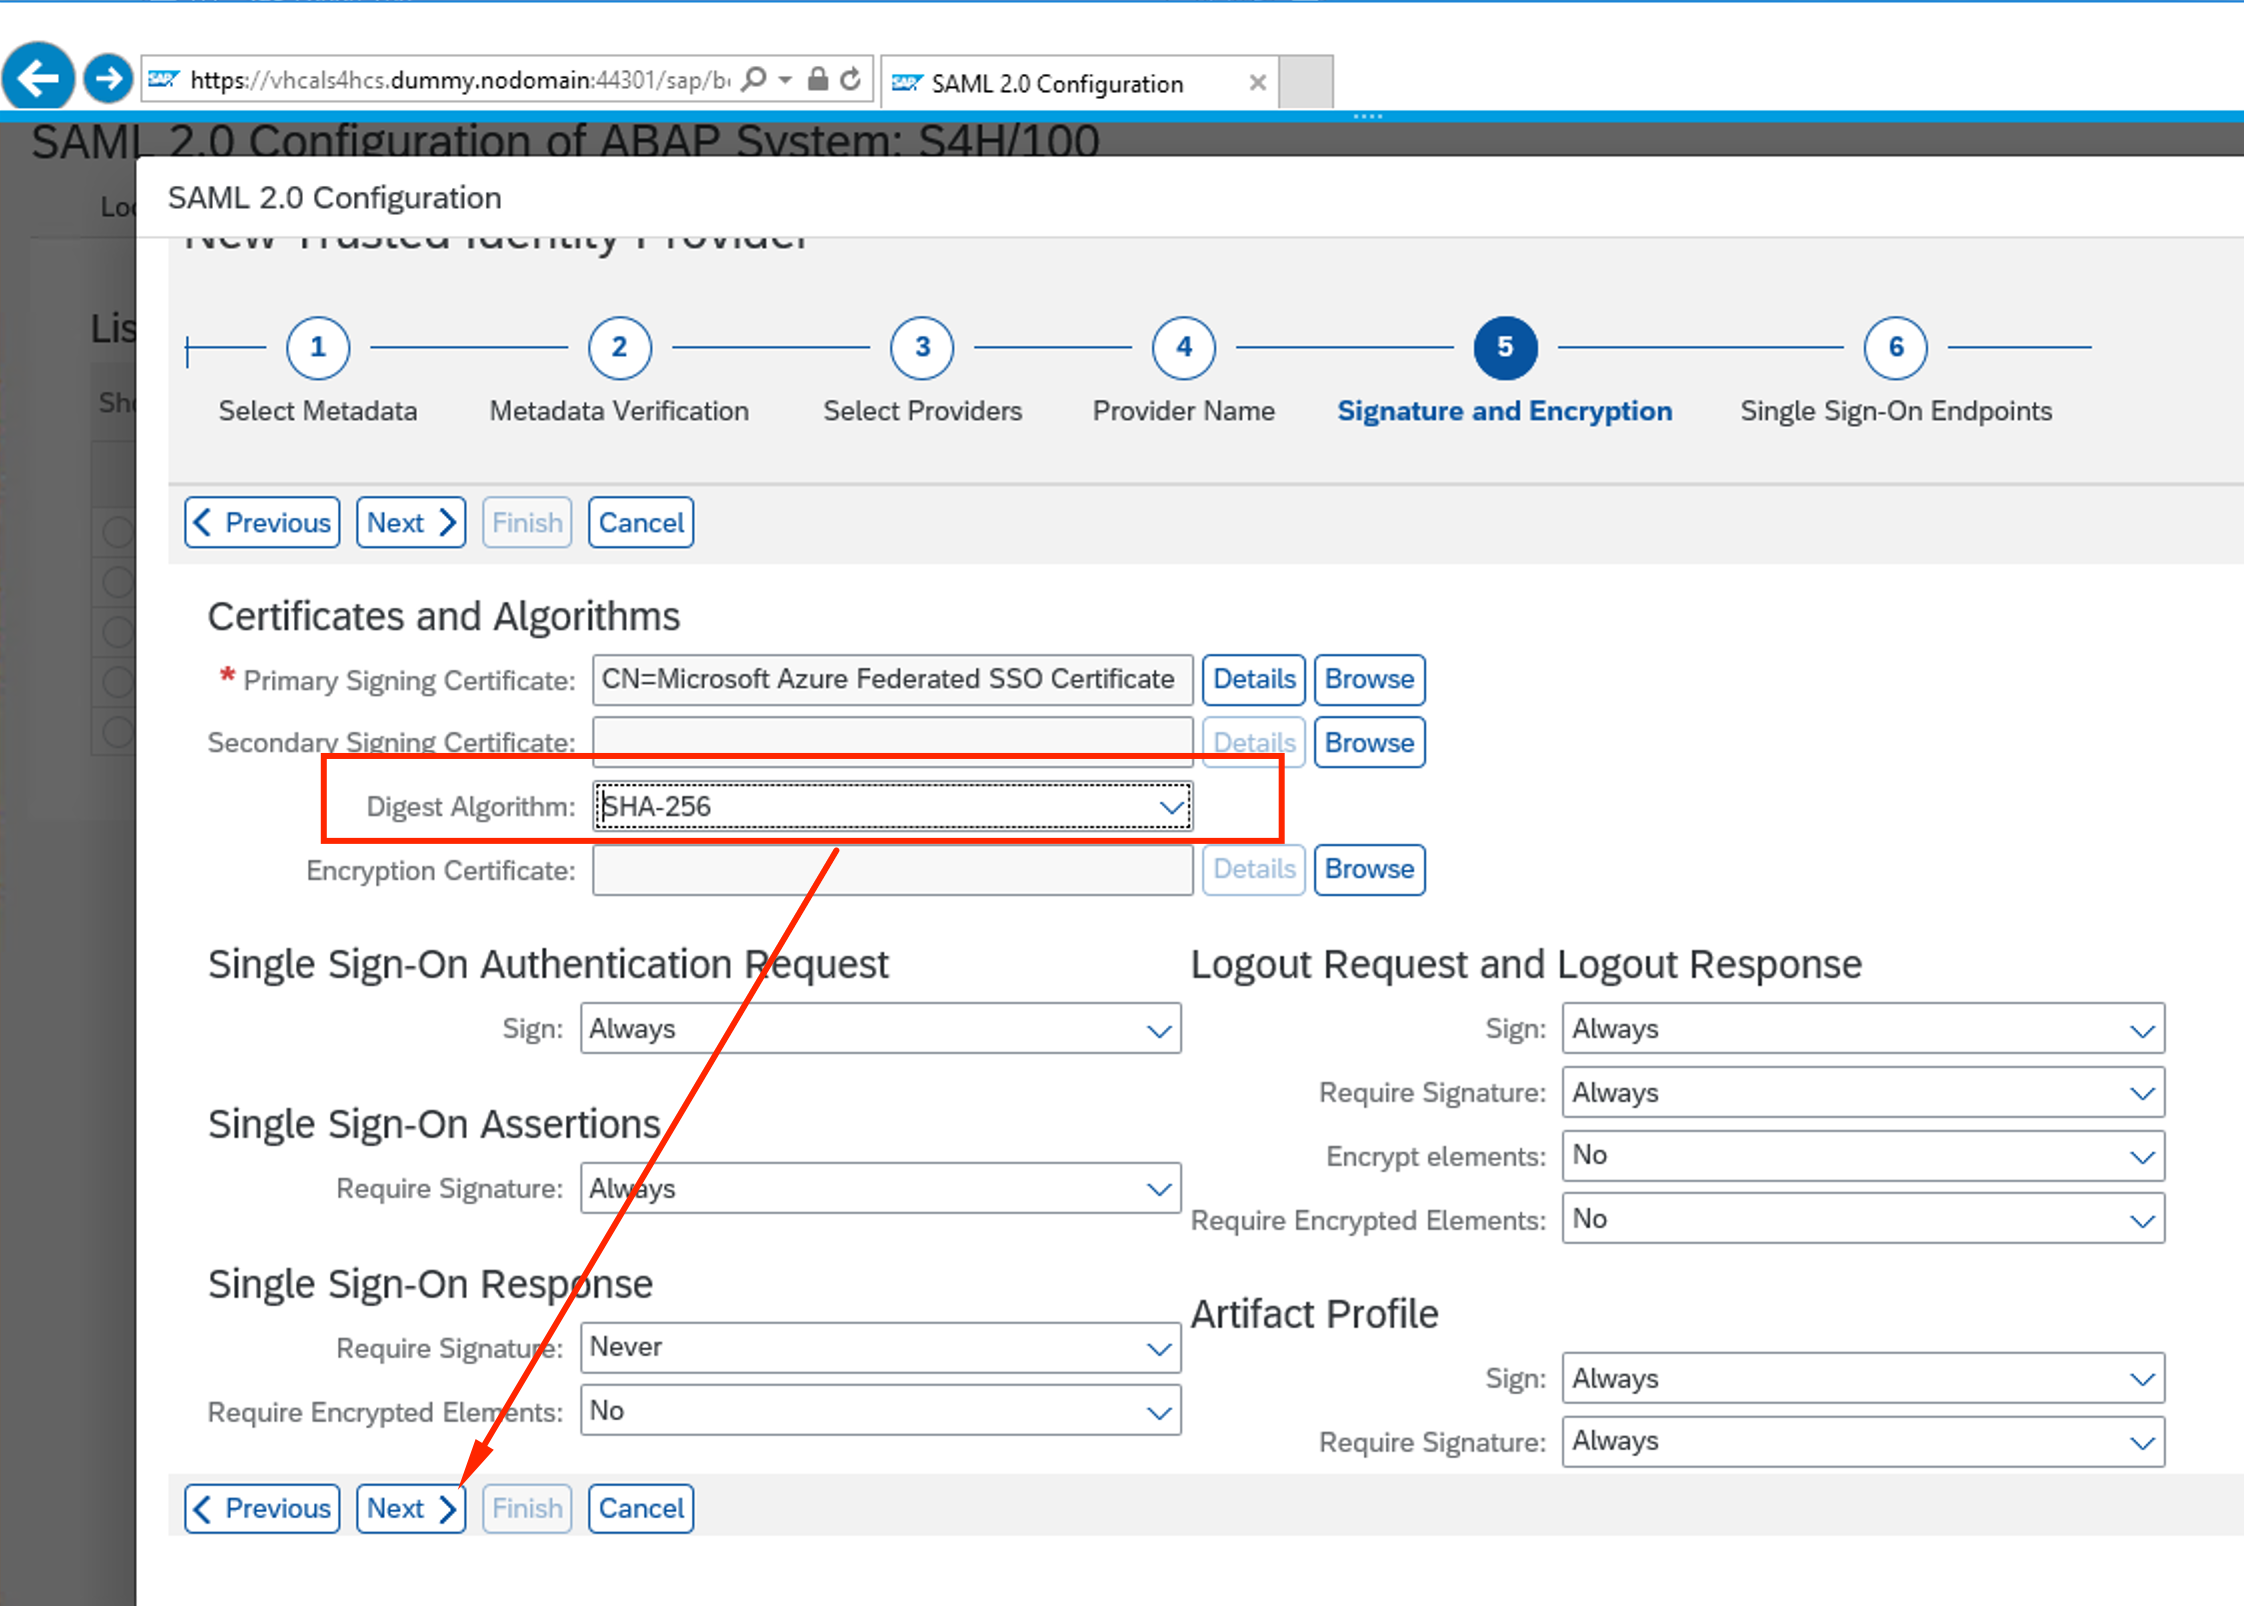 SAP https://vhcals4hcs.dummy.nodomain:44301/sap/b
SAP SAML 2.0 Configuration
SAML 2.0 Configuration of ABAP System: S4H/100
SAML 2.0 Configuration
New Trusted Identity Provider
1 2 3 4 5 6
Select Metadata Metadata Verification Select Providers Provider Name Signature and Encryption Single Sign-On Endpoints
Previous Next Finish Cancel
Certificates and Algorithms
* Primary Signing Certificate: CN=Microsoft Azure Federated SSO Certificate Details Browse
Secondary Signing Certificate: Details Browse
Digest Algorithm: SHA-256
Encryption Certificate: Details Browse
Single Sign-On Authentication Request
Sign: Always
Single Sign-On Assertions
Require Signature: Always
Single Sign-On Response
Require Signature: Never
Require Encrypted Elements: No
Logout Request and Logout Response
Sign: Always
Require Signature: Always
Encrypt elements: No
Require Encrypted Elements: No
Artifact Profile
Sign: Always
Require Signature: Always
Previous Next Finish Cancel